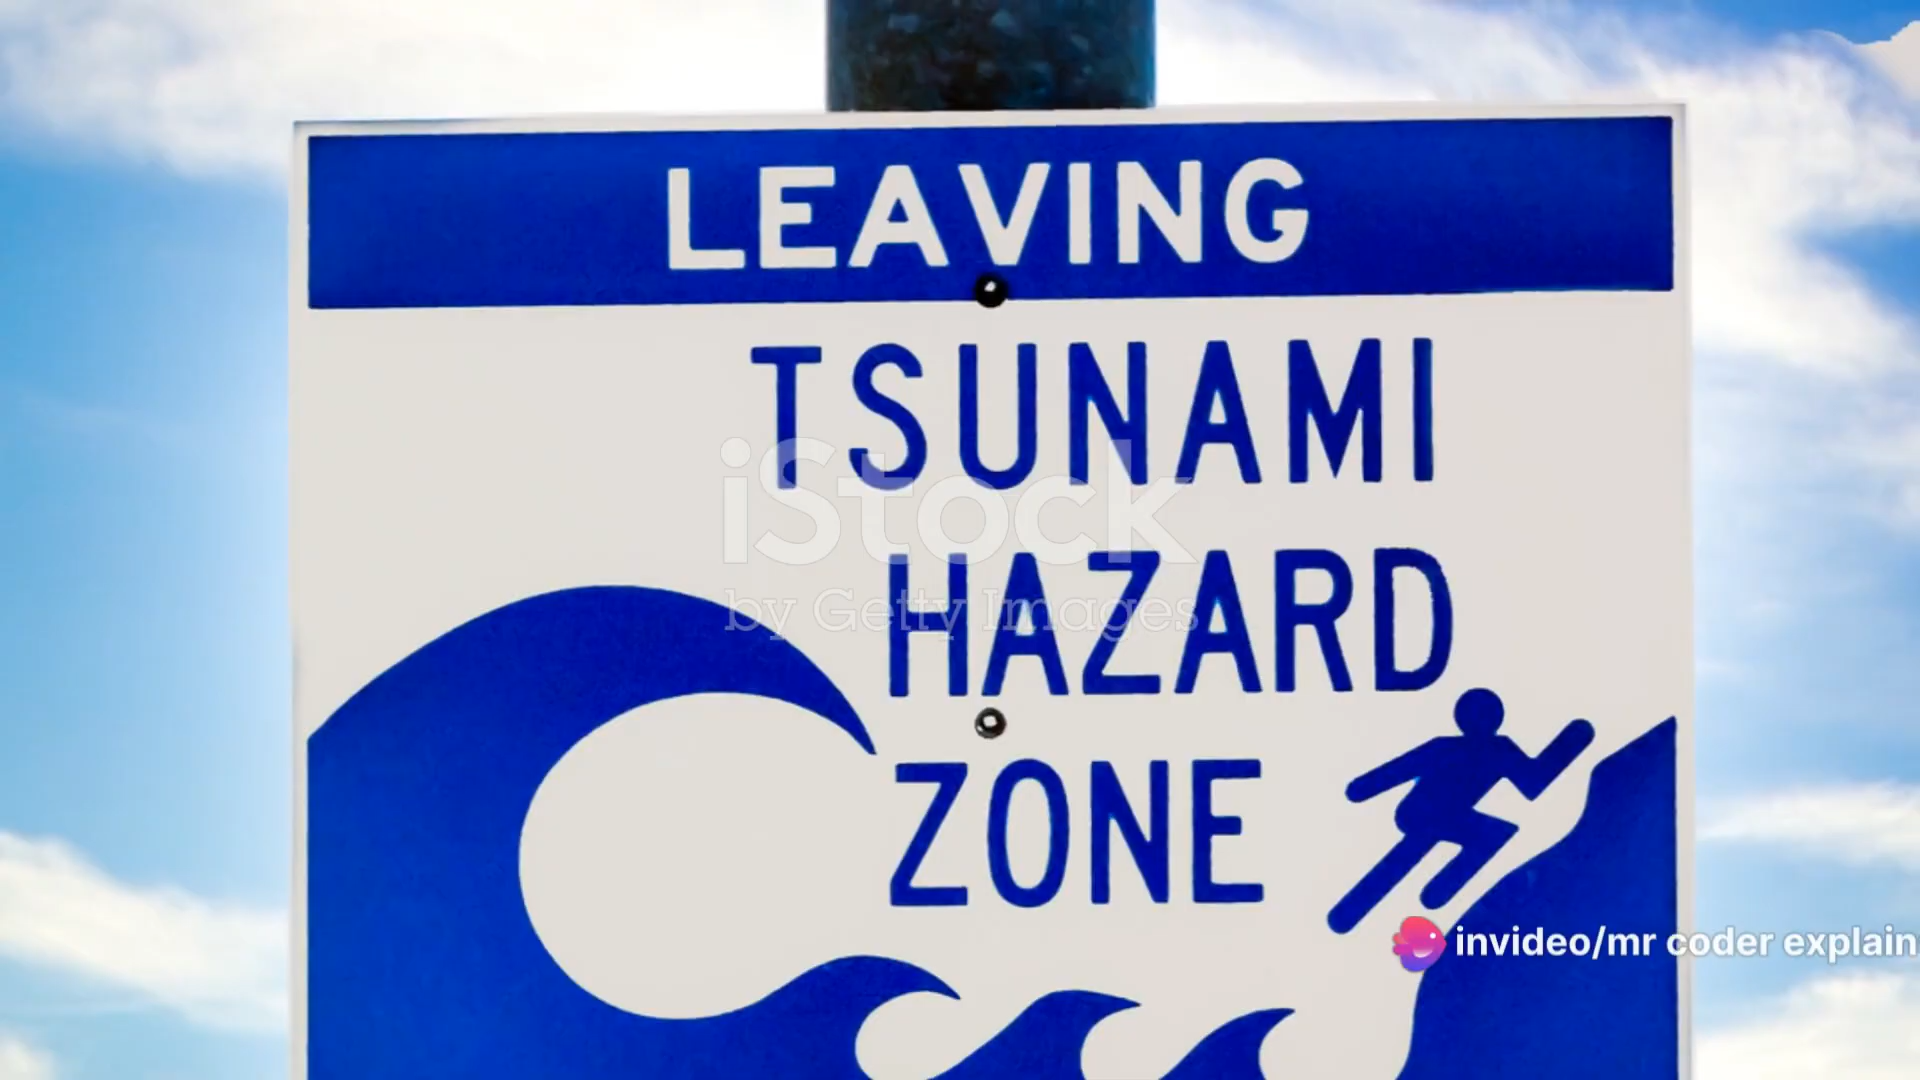 LEAVING
TSUNAMI
iStock
by Getty Images
HAZARD
ZONE
invideo/mr coder explain